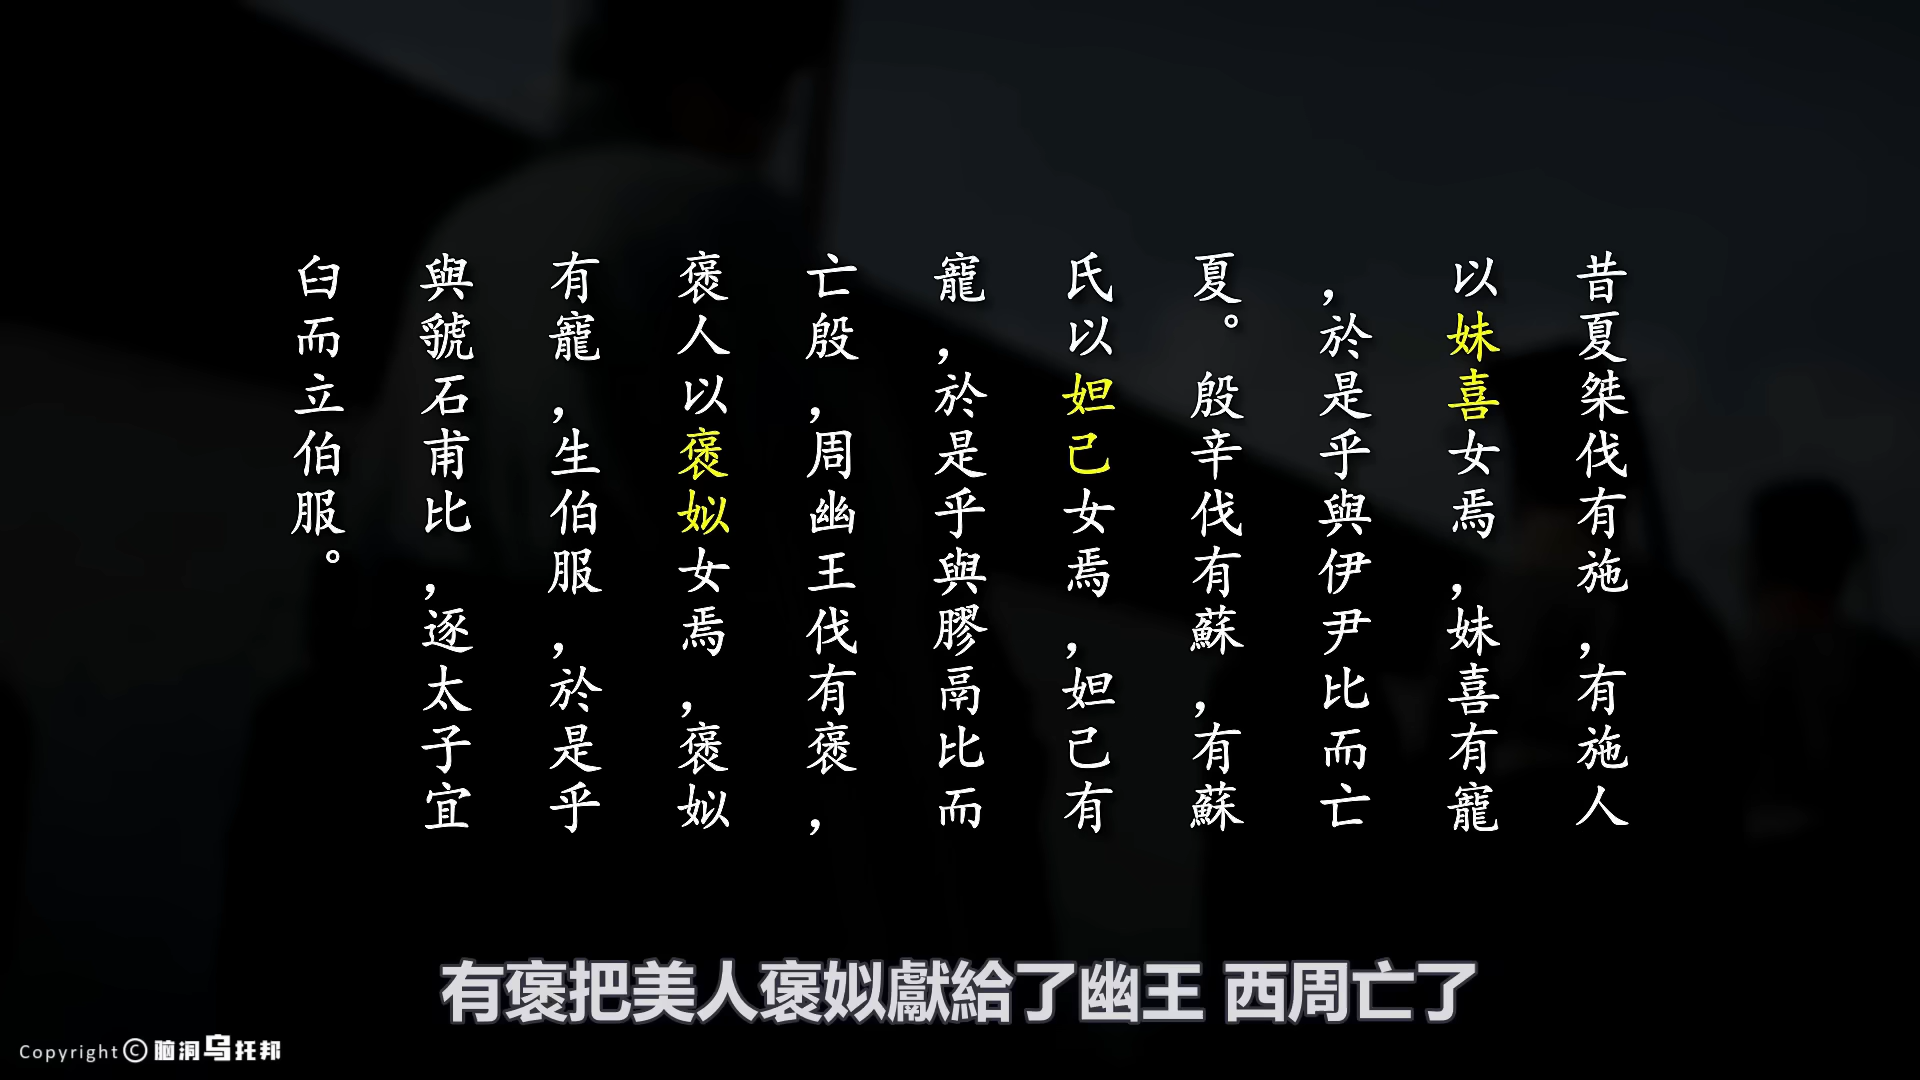 昔夏桀伐有施，有施人
以妹喜女焉，妹喜有寵
，於是乎與伊尹比而亡
夏。殷辛伐有蘇，有蘇
氏以妲己女焉，妲己有
寵，於是乎與膠鬲比而
亡殷，周幽王伐有褒，
褒人以褒姒女焉，褒姒
有寵，生伯服，於是乎
與虢石甫比，逐太子宜
臼而立伯服。
有褒把美人褒姒獻給了幽王 西周亡了
Copyright © 脑洞乌托邦